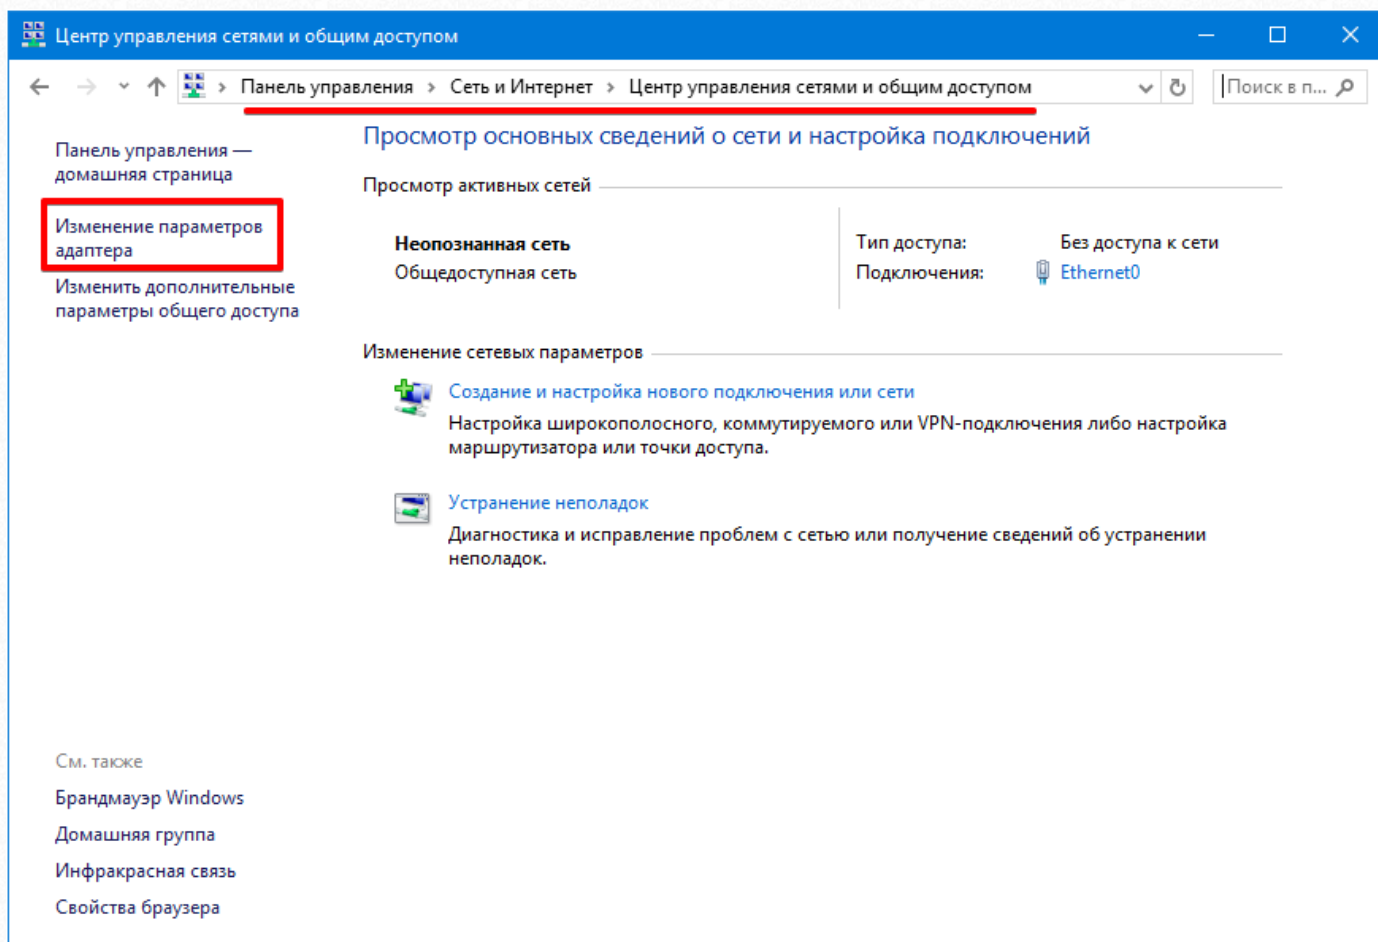 Центр управления сетями и общим доступом
Панель управления › Сеть и Интернет › Центр управления сетями и общим доступом
Поиск в п...
Панель управления —
домашняя страница
Изменение параметров
адаптера
Изменить дополнительные
параметры общего доступа
Просмотр основных сведений о сети и настройка подключений
Просмотр активных сетей
Неопознанная сеть
Общедоступная сеть
Тип доступа: Без доступа к сети
Подключения: Ethernet0
Изменение сетевых параметров
Создание и настройка нового подключения или сети
Настройка широкополосного, коммутируемого или VPN-подключения либо настройка
маршрутизатора или точки доступа.
Устранение неполадок
Диагностика и исправление проблем с сетью или получение сведений об устранении
неполадок.
См. также
Брандмауэр Windows
Домашняя группа
Инфракрасная связь
Свойства браузера